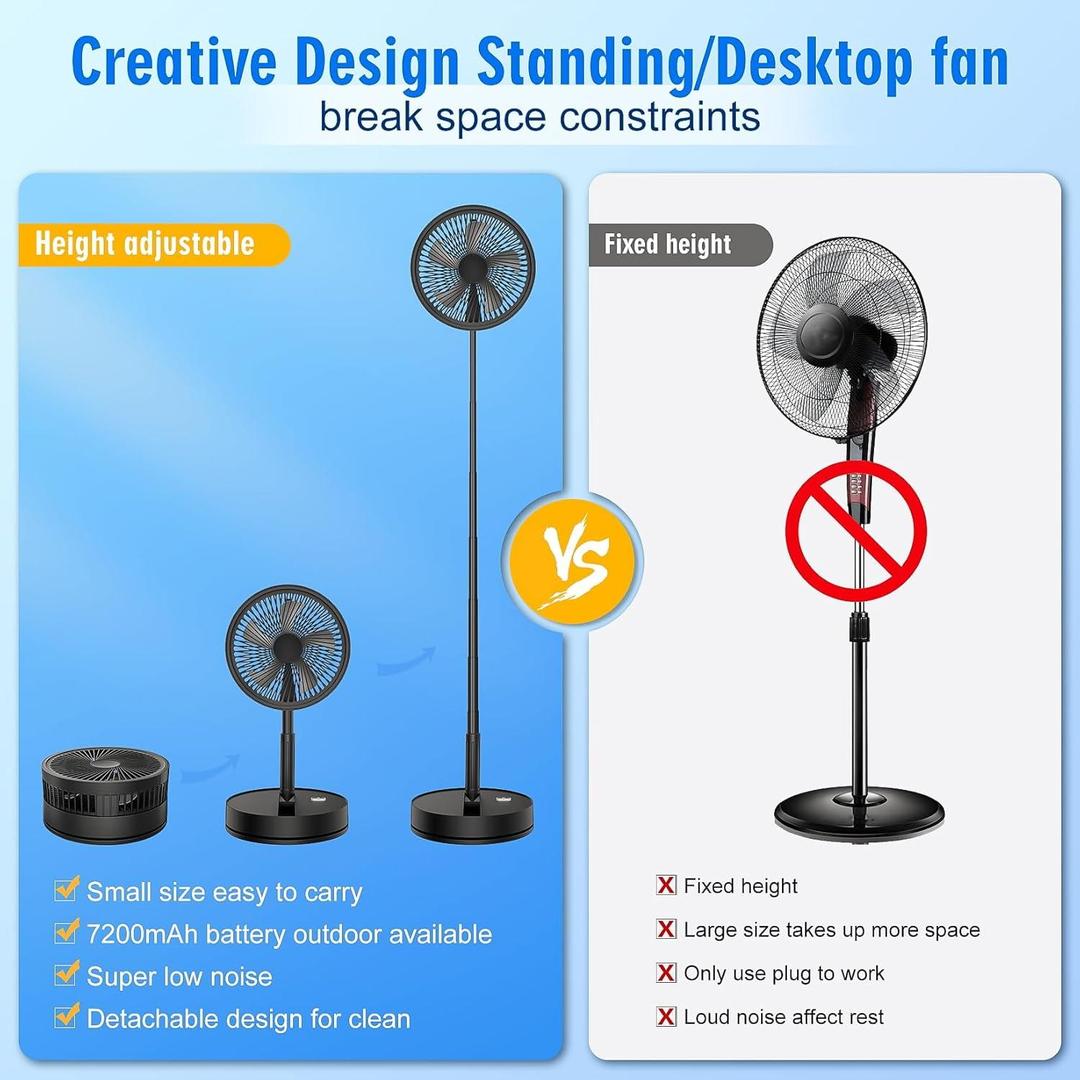 Creative Design Standing/Desktop fan
break space constraints
Height adjustable
Small size easy to carry
7200mAh battery outdoor available
Super low noise
Detachable design for clean
VS
Fixed height
X Fixed height
X Large size takes up more space
X Only use plug to work
X Loud noise affect rest